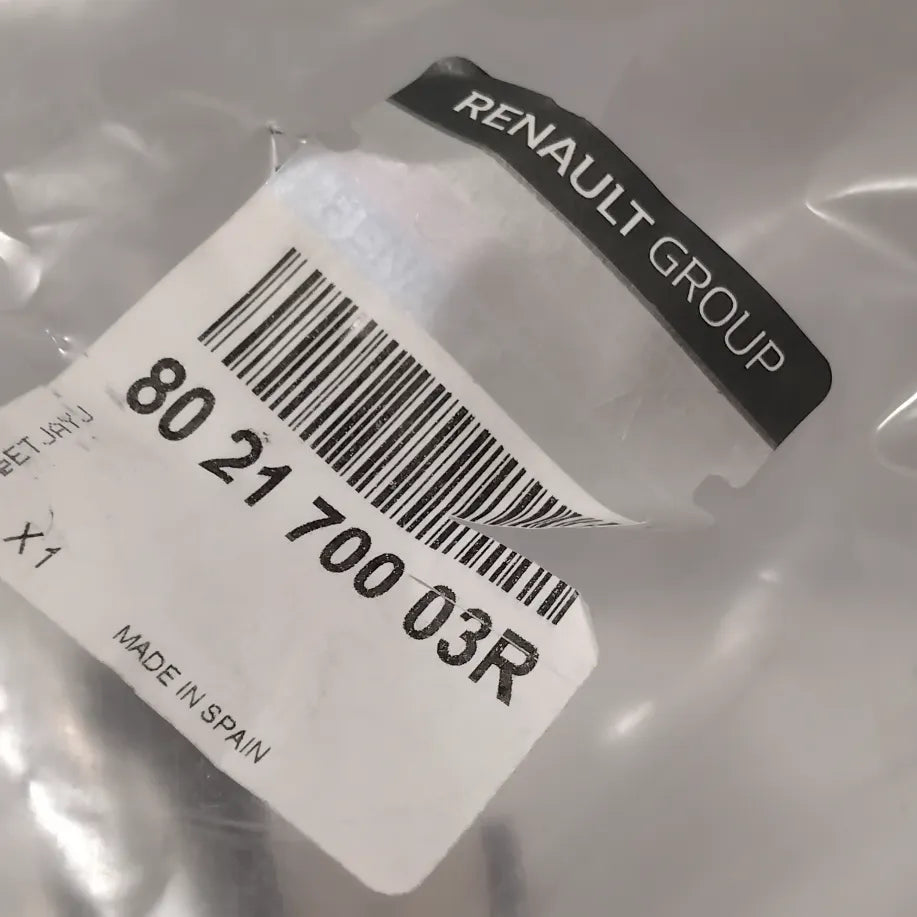 RENAULT GROUP
80 21 700 03R
X1
MADE IN SPAIN